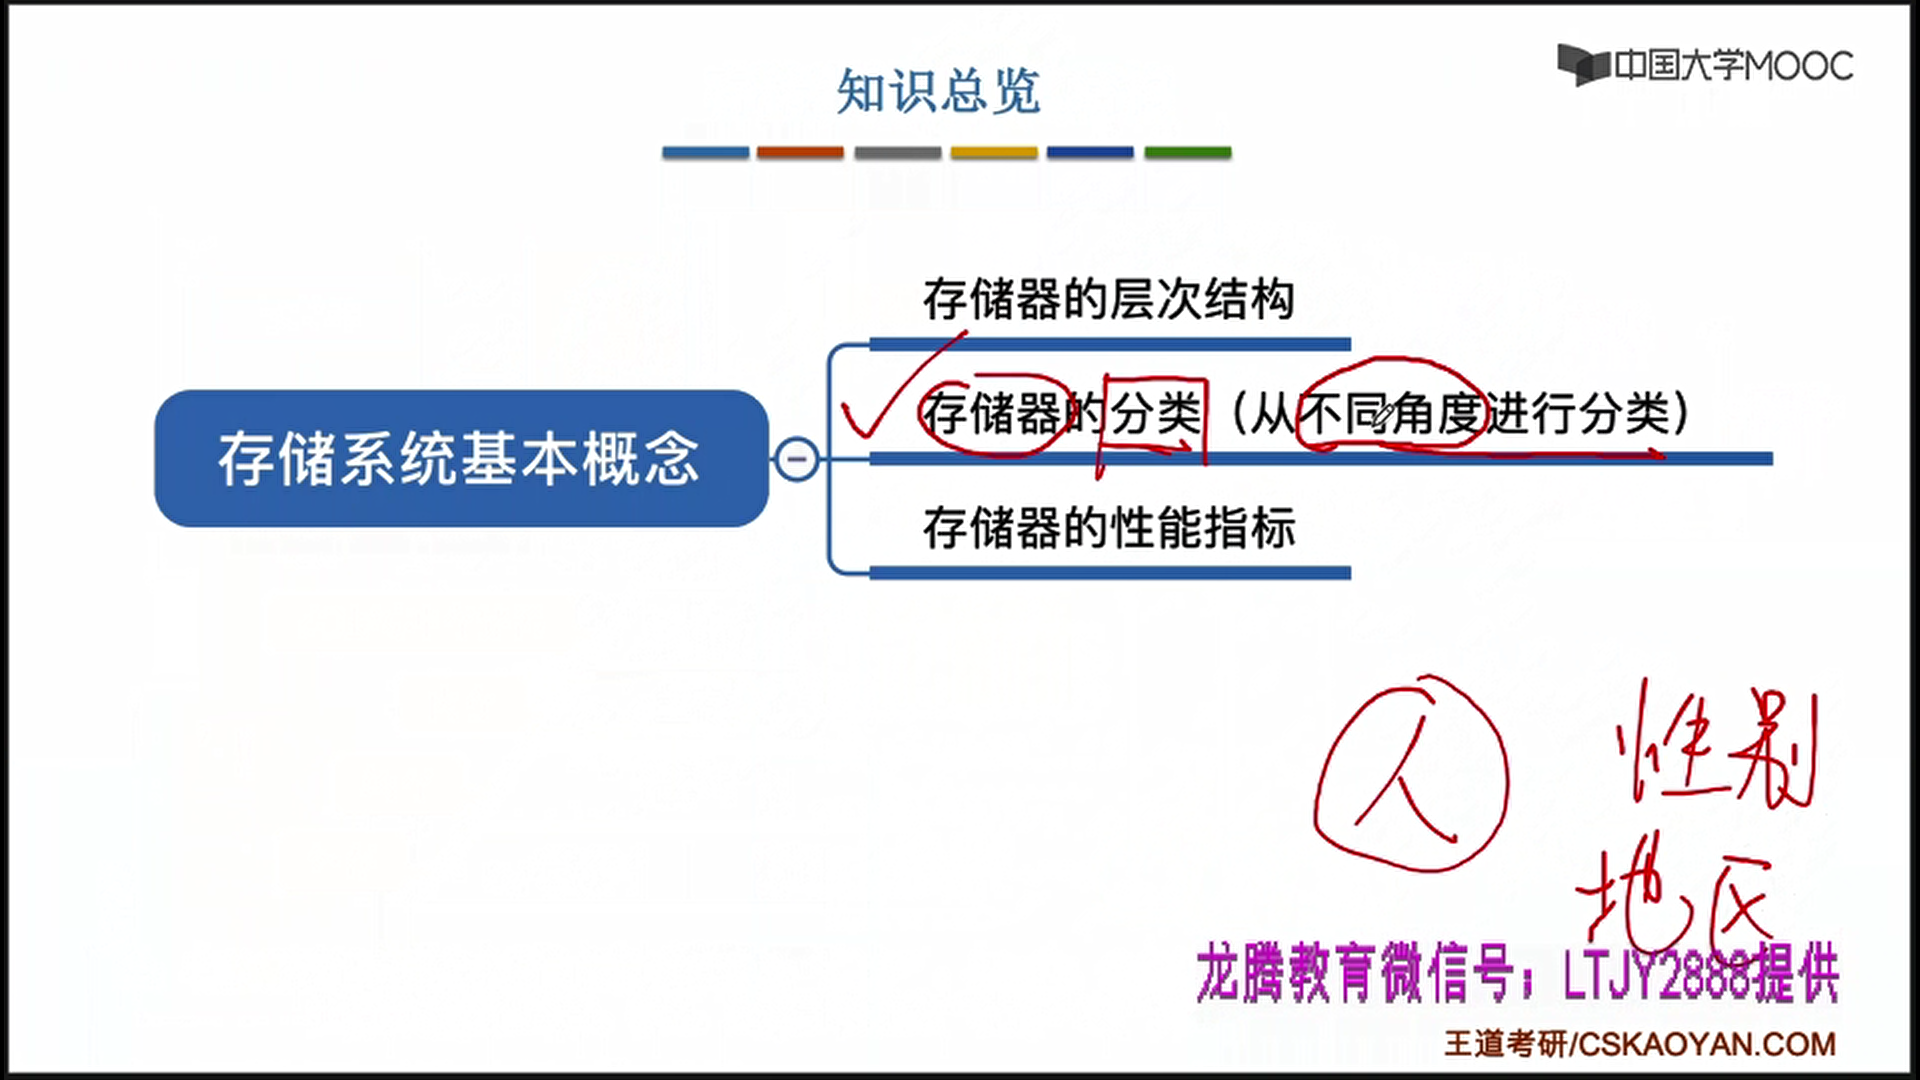 中国大学MOOC
知识总览
存储器的层次结构
存储器的分类（从不同角度进行分类）
存储系统基本概念
存储器的性能指标
人
性别
地区
龙腾教育微信号：LTJY2888提供
王道考研/CSKAOYAN.COM